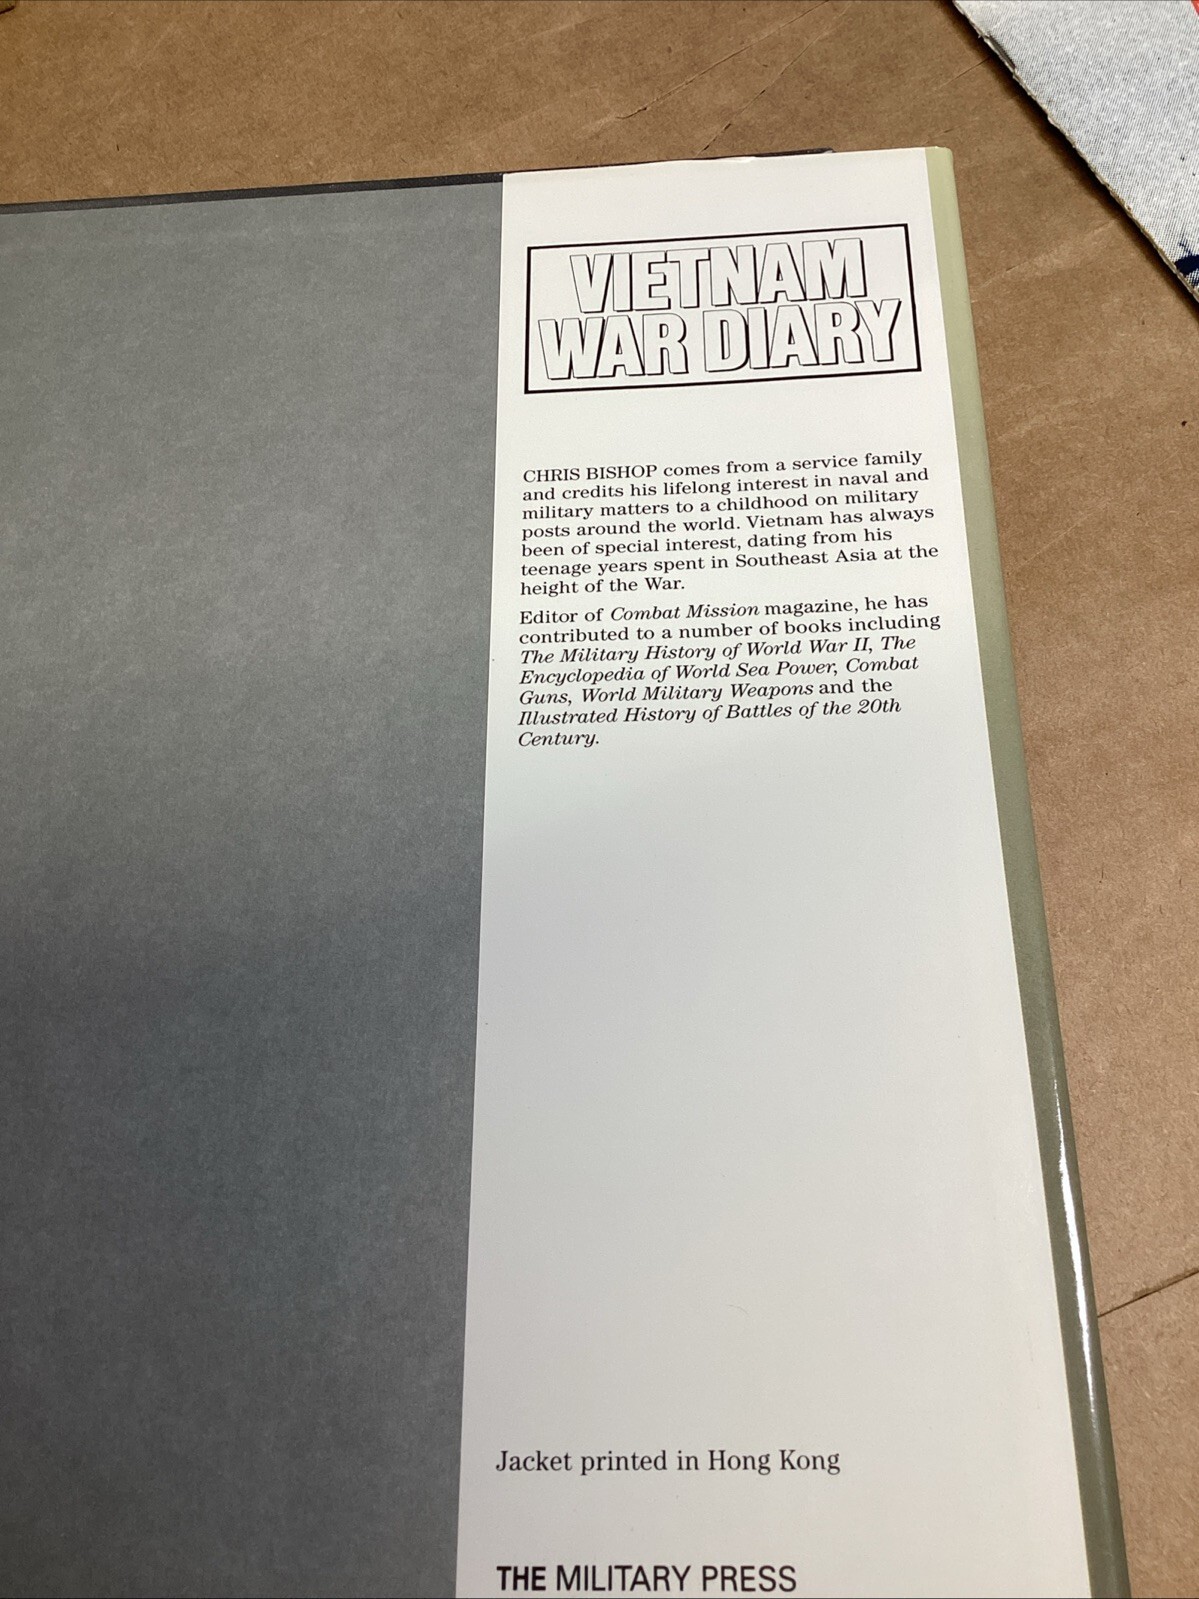 VIETNAM
WAR DIARY
CHRIS BISHOP comes from a service family
and credits his lifelong interest in naval and
military matters to a childhood on military
posts around the world. Vietnam has always
been of special interest, dating from his
teenage years spent in Southeast Asia at the
height of the War.
Editor of Combat Mission magazine, he has
contributed to a number of books including
The Military History of World War II, The
Encyclopedia of World Sea Power, Combat
Guns, World Military Weapons and the
Illustrated History of Battles of the 20th
Century.
Jacket printed in Hong Kong
THE MILITARY PRESS